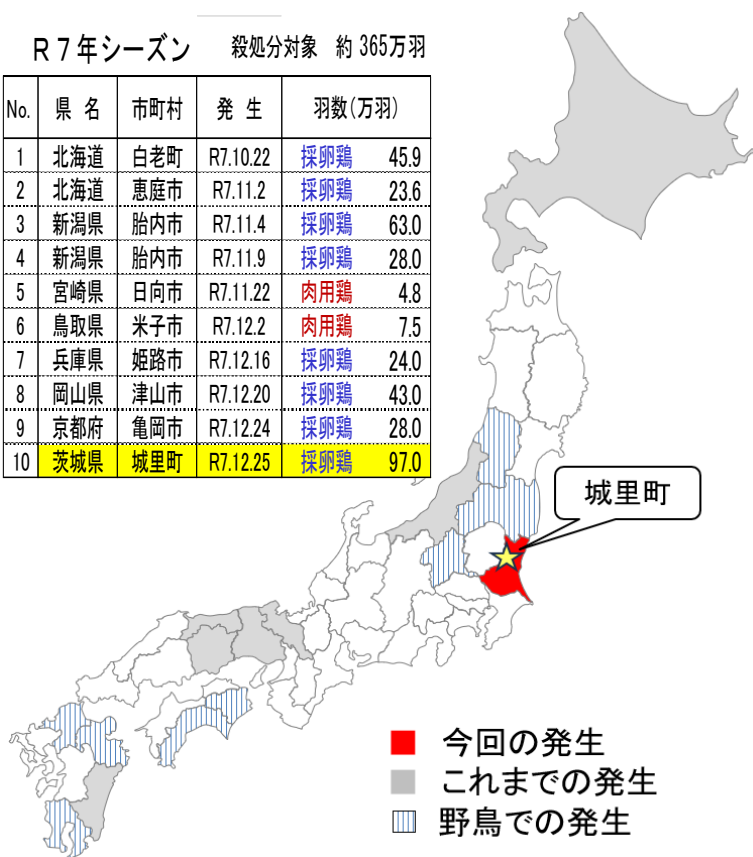 R7年シーズン 殺処分対象 約365万羽
No. 県名 市町村 発生 羽数(万羽)
1 北海道 白老町 R7.10.22 採卵鶏 45.9
2 北海道 恵庭市 R7.11.2 採卵鶏 23.6
3 新潟県 胎内市 R7.11.4 採卵鶏 63.0
4 新潟県 胎内市 R7.11.9 採卵鶏 28.0
5 宮崎県 日向市 R7.11.22 肉用鶏 4.8
6 鳥取県 米子市 R7.12.2 肉用鶏 7.5
7 兵庫県 姫路市 R7.12.16 採卵鶏 24.0
8 岡山県 津山市 R7.12.20 採卵鶏 43.0
9 京都府 亀岡市 R7.12.24 採卵鶏 28.0
10 茨城県 城里町 R7.12.25 採卵鶏 97.0
城里町
今回の発生
これまでの発生
野鳥での発生